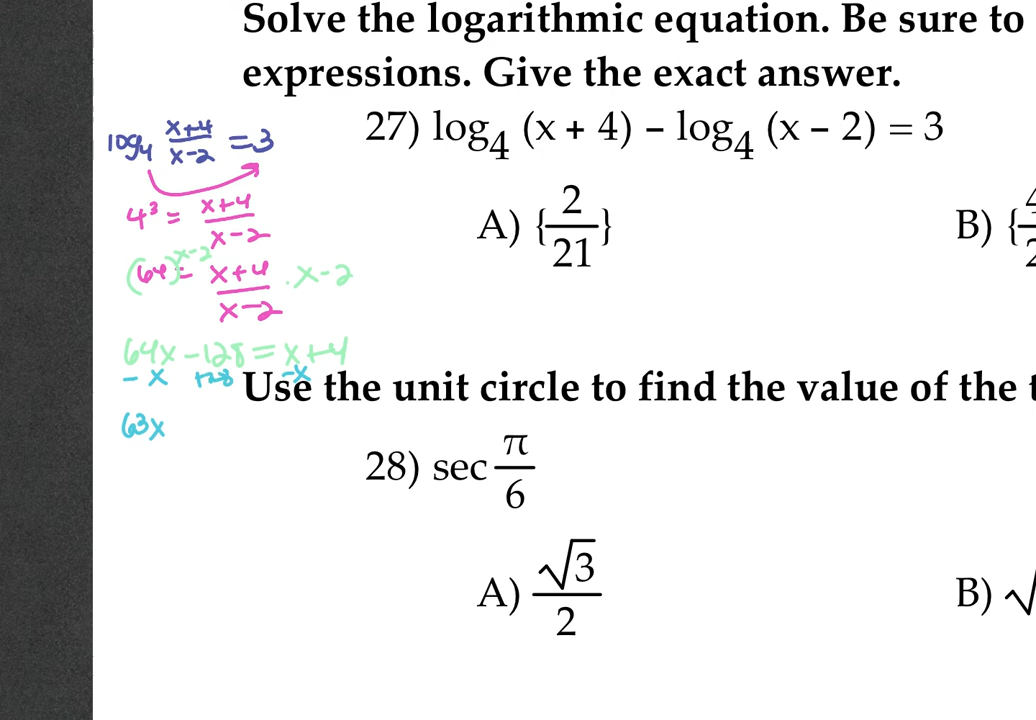 Solve the logarithmic equation. Be sure to
expressions. Give the exact answer.
27) log₄ (x + 4) − log₄ (x − 2) = 3
A) {2/21}
B) {
log₄ x+4/x−2 = 3
4³ = x+4/x−2
(64)x−2 = x+4/x−2 · x−2
64x − 128 = x+4
− x +128 −x
63x
Use the unit circle to find the value of the t
28) sec π/6
A) √3/2
B) √